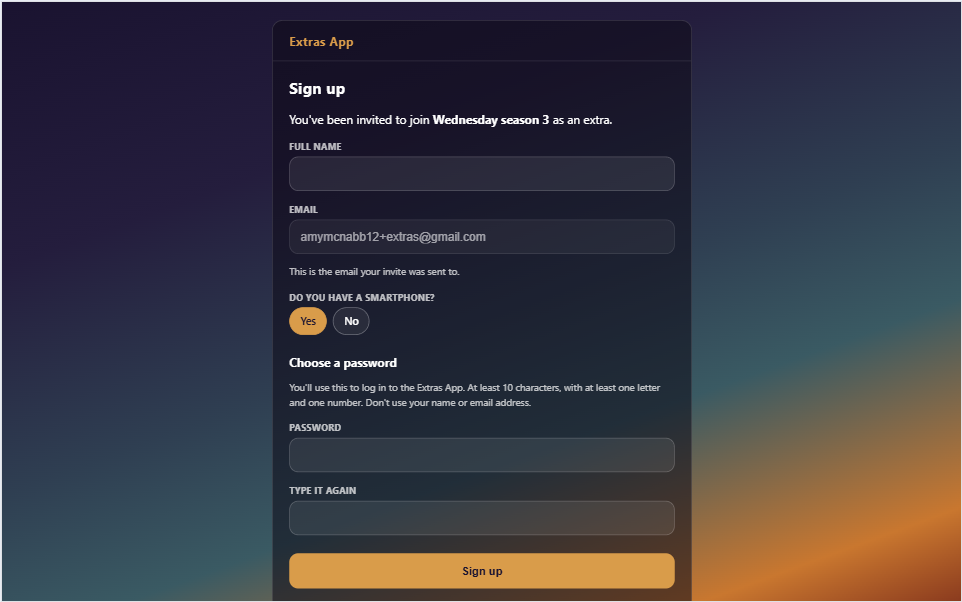 Extras App
Sign up
You've been invited to join Wednesday season 3 as an extra.
FULL NAME
EMAIL
amymcnabb12+extras@gmail.com
This is the email your invite was sent to.
DO YOU HAVE A SMARTPHONE?
Yes No
Choose a password
You'll use this to log in to the Extras App. At least 10 characters, with at least one letter
and one number. Don't use your name or email address.
PASSWORD
TYPE IT AGAIN
Sign up